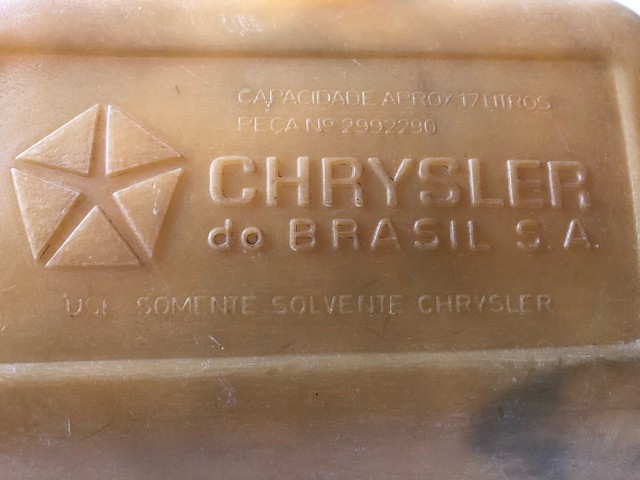 CAPACIDADE APROX 17 LITROS
PEÇA Nº 2992290
CHRYSLER
do BRASIL S.A.
USE SOMENTE SOLVENTE CHRYSLER